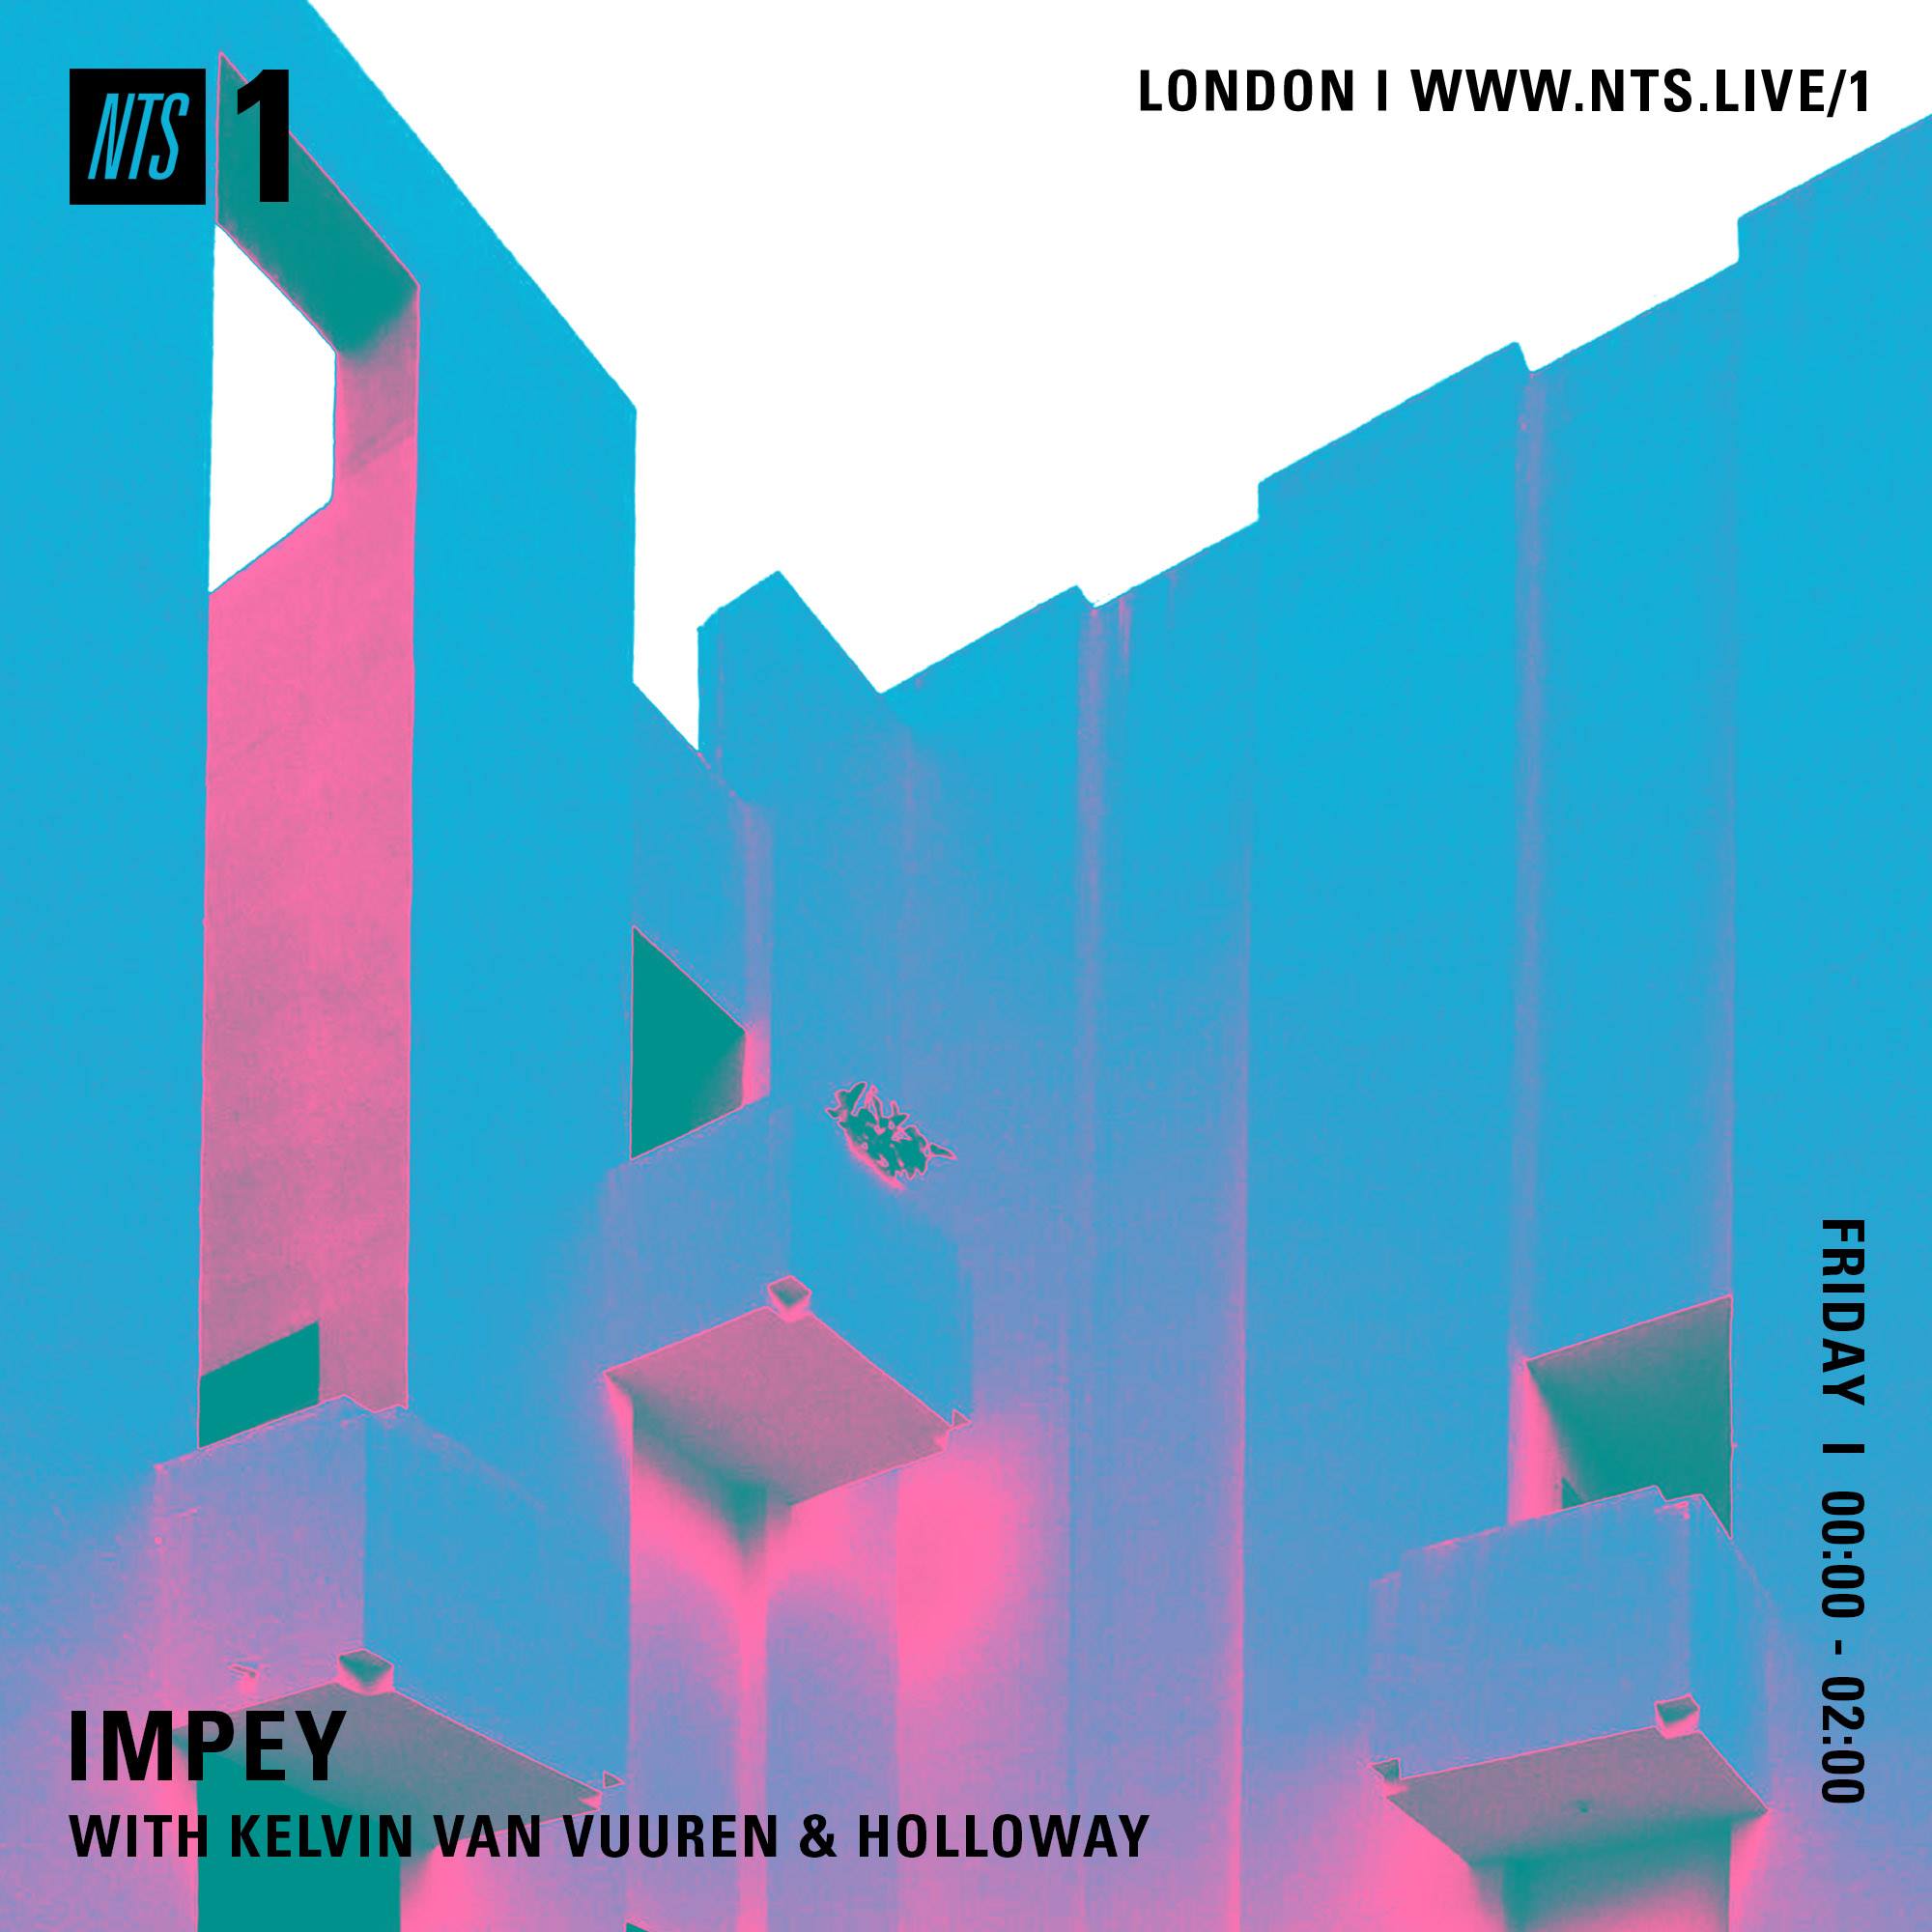 NTS 1
LONDON I WWW.NTS.LIVE/1
FRIDAY I 00:00 - 02:00
IMPEY
WITH KELVIN VAN VUUREN & HOLLOWAY